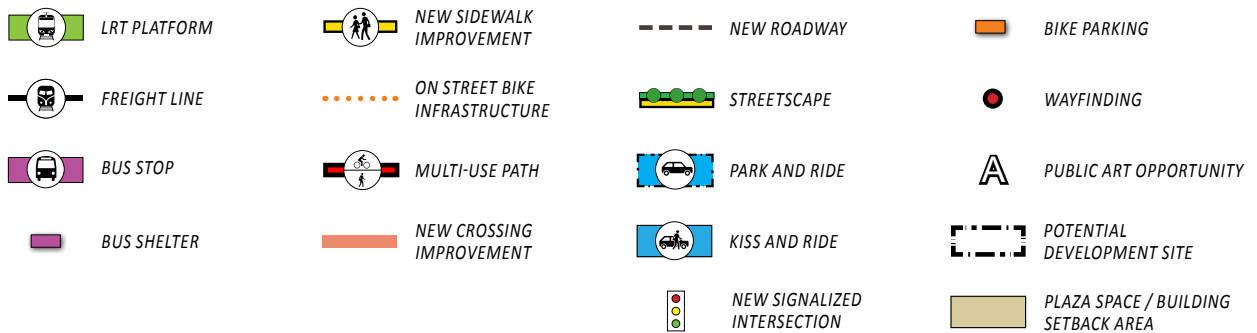 LRT PLATFORM
FREIGHT LINE
BUS STOP
BUS SHELTER
NEW SIDEWALK
IMPROVEMENT
ON STREET BIKE
INFRASTRUCTURE
MULTI-USE PATH
NEW CROSSING
IMPROVEMENT
NEW ROADWAY
STREETSCAPE
PARK AND RIDE
KISS AND RIDE
NEW SIGNALIZED
INTERSECTION
BIKE PARKING
WAYFINDING
A
PUBLIC ART OPPORTUNITY
POTENTIAL
DEVELOPMENT SITE
PLAZA SPACE / BUILDING
SETBACK AREA